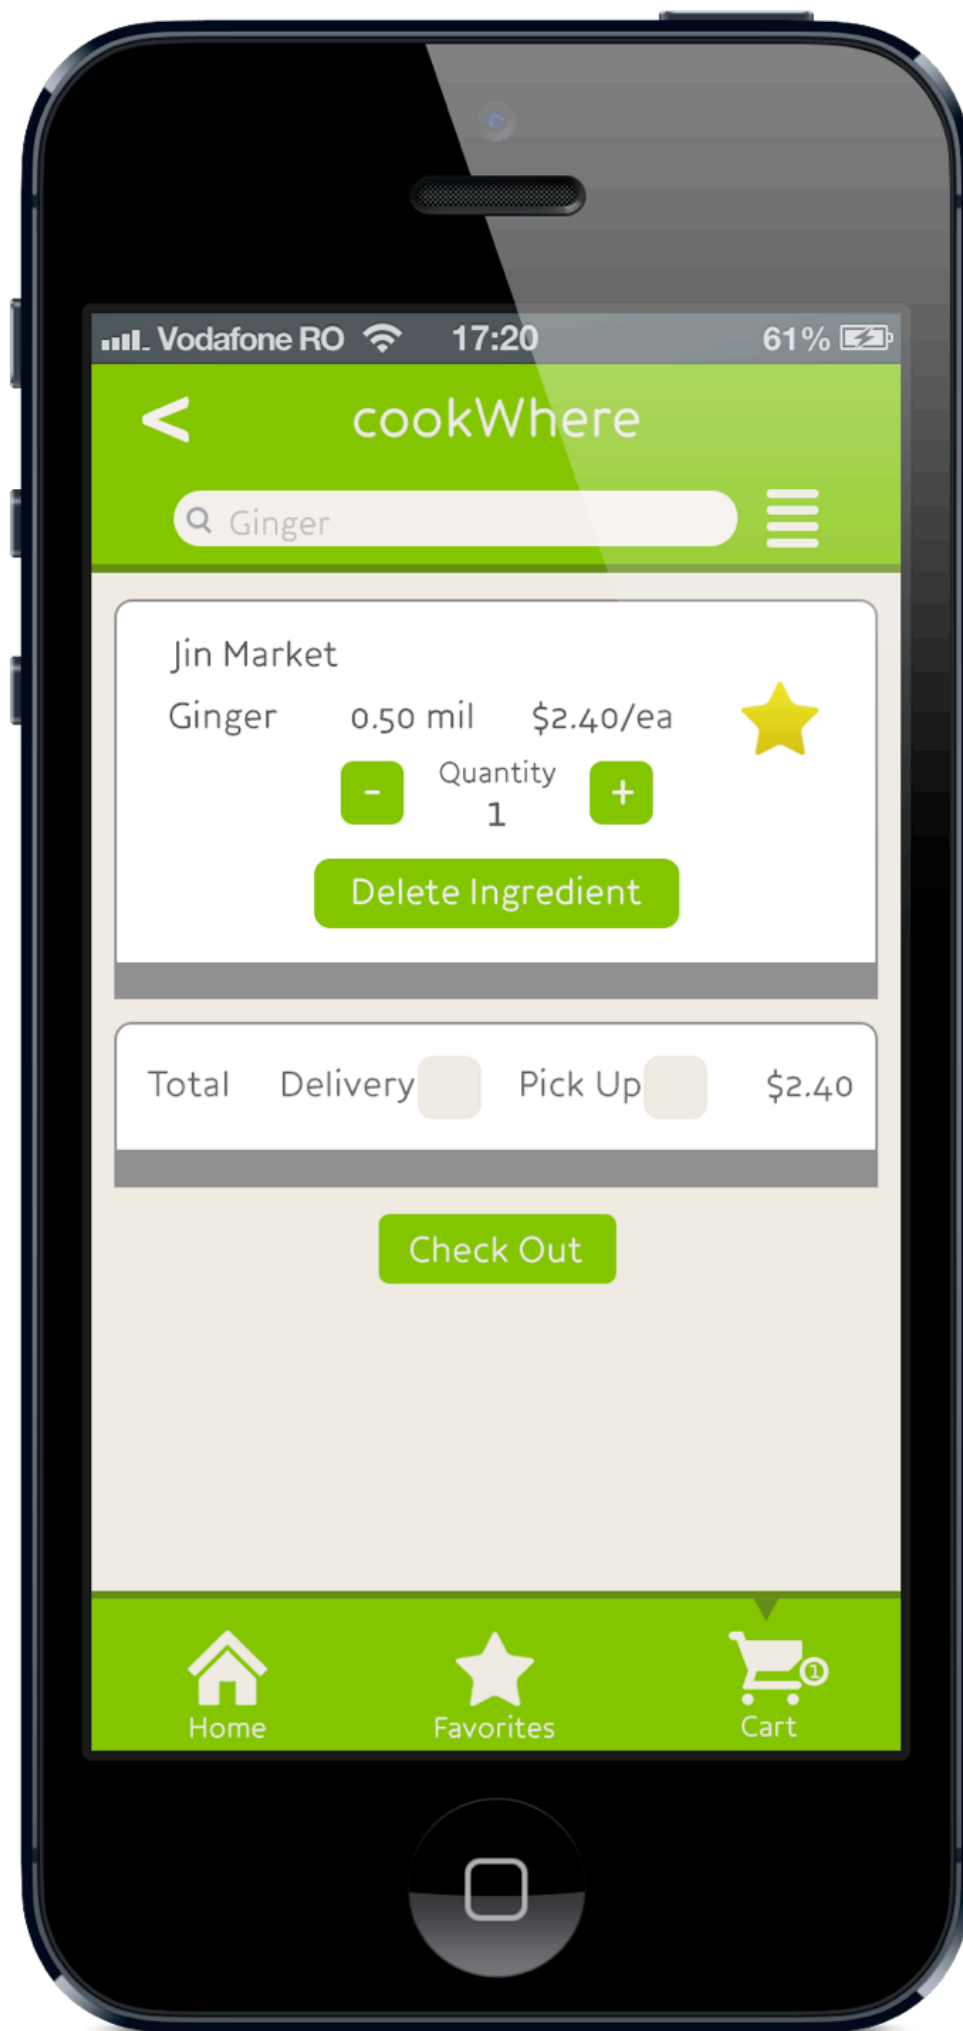 Vodafone RO 17:20 61%
< cookWhere
Ginger
Jin Market
Ginger 0.50 mil $2.40/ea
- Quantity +
1
Delete Ingredient
Total Delivery Pick Up $2.40
Check Out
1
Home Favorites Cart